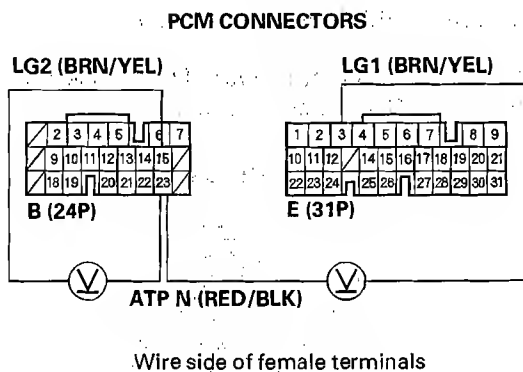 PCM CONNECTORS
LG2 (BRN/YEL) LG1 (BRN/YEL)
2 3 4 5 6 7 1 2 3 4 5 6 7 8 9
9 10 11 12 13 14 15 10 11 12 14 15 16 17 18 19 20 21
18 19 20 21 22 23 22 23 24 25 26 27 28 29 30 31
B (24P) E (31P)
V V
ATP N (RED/BLK)
Wire side of female terminals